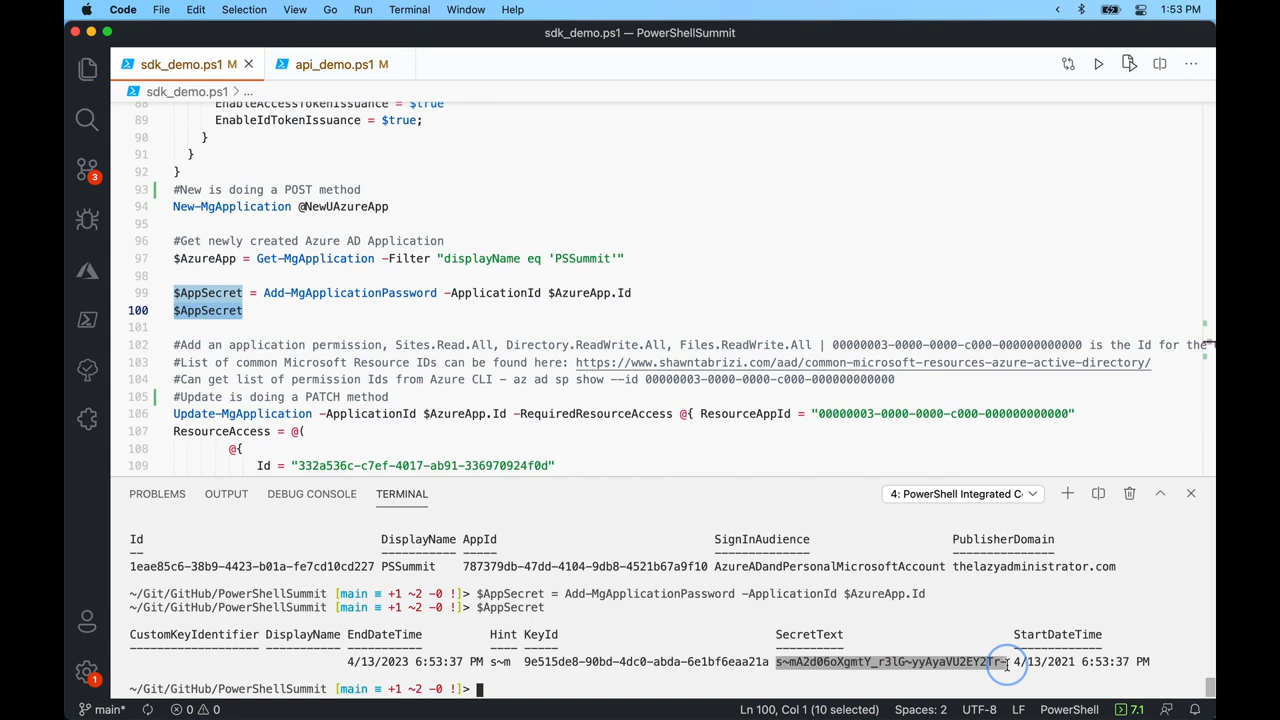 Code File Edit Selection View Go Run Terminal Window Help 1:53 PM
sdk_demo.ps1 — PowerShellSummit
sdk_demo.ps1 M api_demo.ps1 M
sdk_demo.ps1 > ...
88 EnableAccessTokenIssuance = $true
89 EnableIdTokenIssuance = $true;
90 }
91 }
92 }
93 #New is doing a POST method
94 New-MgApplication @NewUAzureApp
95
96 #Get newly created Azure AD Application
97 $AzureApp = Get-MgApplication -Filter "displayName eq 'PSSummit'"
98
99 $AppSecret = Add-MgApplicationPassword -ApplicationId $AzureApp.Id
100 $AppSecret
101
102 #Add an application permission, Sites.Read.All, Directory.ReadWrite.All, Files.ReadWrite.All | 00000003-0000-0000-c000-000000000000 is the Id for the
103 #List of common Microsoft Resource IDs can be found here: https://www.shawntabrizi.com/aad/common-microsoft-resources-azure-active-directory/
104 #Can get list of permission Ids from Azure CLI - az ad sp show --id 00000003-0000-0000-c000-000000000000
105 #Update is doing a PATCH method
106 Update-MgApplication -ApplicationId $AzureApp.Id -RequiredResourceAccess @{ ResourceAppId = "00000003-0000-0000-c000-000000000000"
107 ResourceAccess = @(
108 @{
109 Id = "332a536c-c7ef-4017-ab91-336970924f0d"
PROBLEMS OUTPUT DEBUG CONSOLE TERMINAL 4: PowerShell Integrated C
Id DisplayName AppId SignInAudience PublisherDomain
-- ----------- ----- -------------- ---------------
1eae85c6-38b9-4423-b01a-fe7cd10cd227 PSSummit 787379db-47dd-4104-9db8-4521b67a9f10 AzureADandPersonalMicrosoftAccount thelazyadministrator.com
~/Git/GitHub/PowerShellSummit [main ≡ +1 ~2 -0 !]> $AppSecret = Add-MgApplicationPassword -ApplicationId $AzureApp.Id
~/Git/GitHub/PowerShellSummit [main ≡ +1 ~2 -0 !]> $AppSecret
CustomKeyIdentifier DisplayName EndDateTime Hint KeyId SecretText StartDateTime
------------------- ----------- ----------- ---- ----- ---------- -------------
4/13/2023 6:53:37 PM s~m 9e515de8-90bd-4dc0-abda-6e1bf6eaa21a s~mA2d06oXgmtY_r3lG~yyAyaVU2EY2Tr- 4/13/2021 6:53:37 PM
~/Git/GitHub/PowerShellSummit [main ≡ +1 ~2 -0 !]>
3
1
main* 0 0 Ln 100, Col 1 (10 selected) Spaces: 2 UTF-8 LF PowerShell 7.1